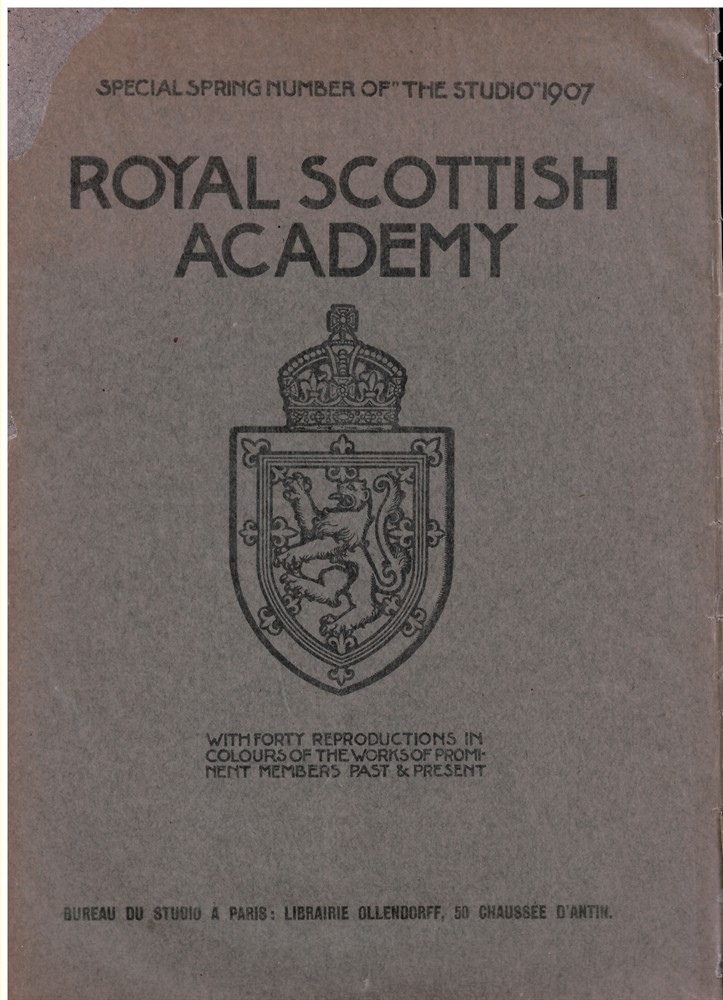 SPECIAL SPRING NUMBER OF "THE STUDIO" 1907
ROYAL SCOTTISH
ACADEMY
WITH FORTY REPRODUCTIONS IN
COLOURS OF THE WORKS OF PROMI-
NENT MEMBERS PAST & PRESENT
BUREAU DU STUDIO A PARIS: LIBRAIRIE OLLENDORFF, 50 CHAUSSÉE D'ANTIN.